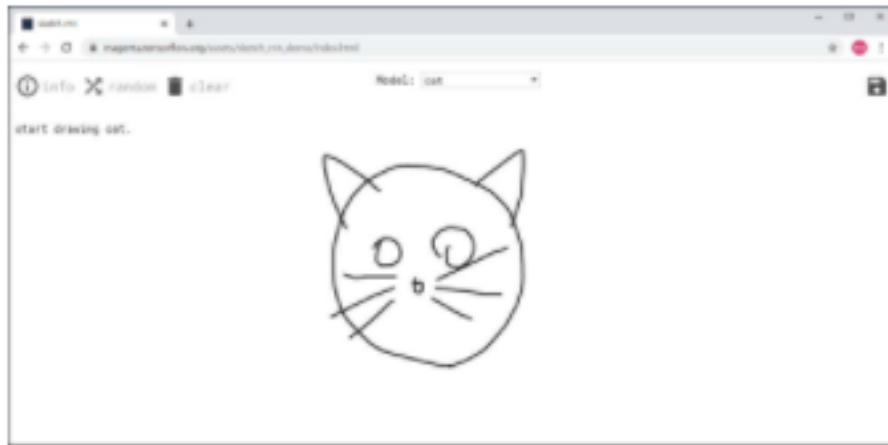 sketch-rnn
magenta.tensorflow.org/assets/sketch_rnn_demo/index.html
info random clear
Model: cat
start drawing cat.